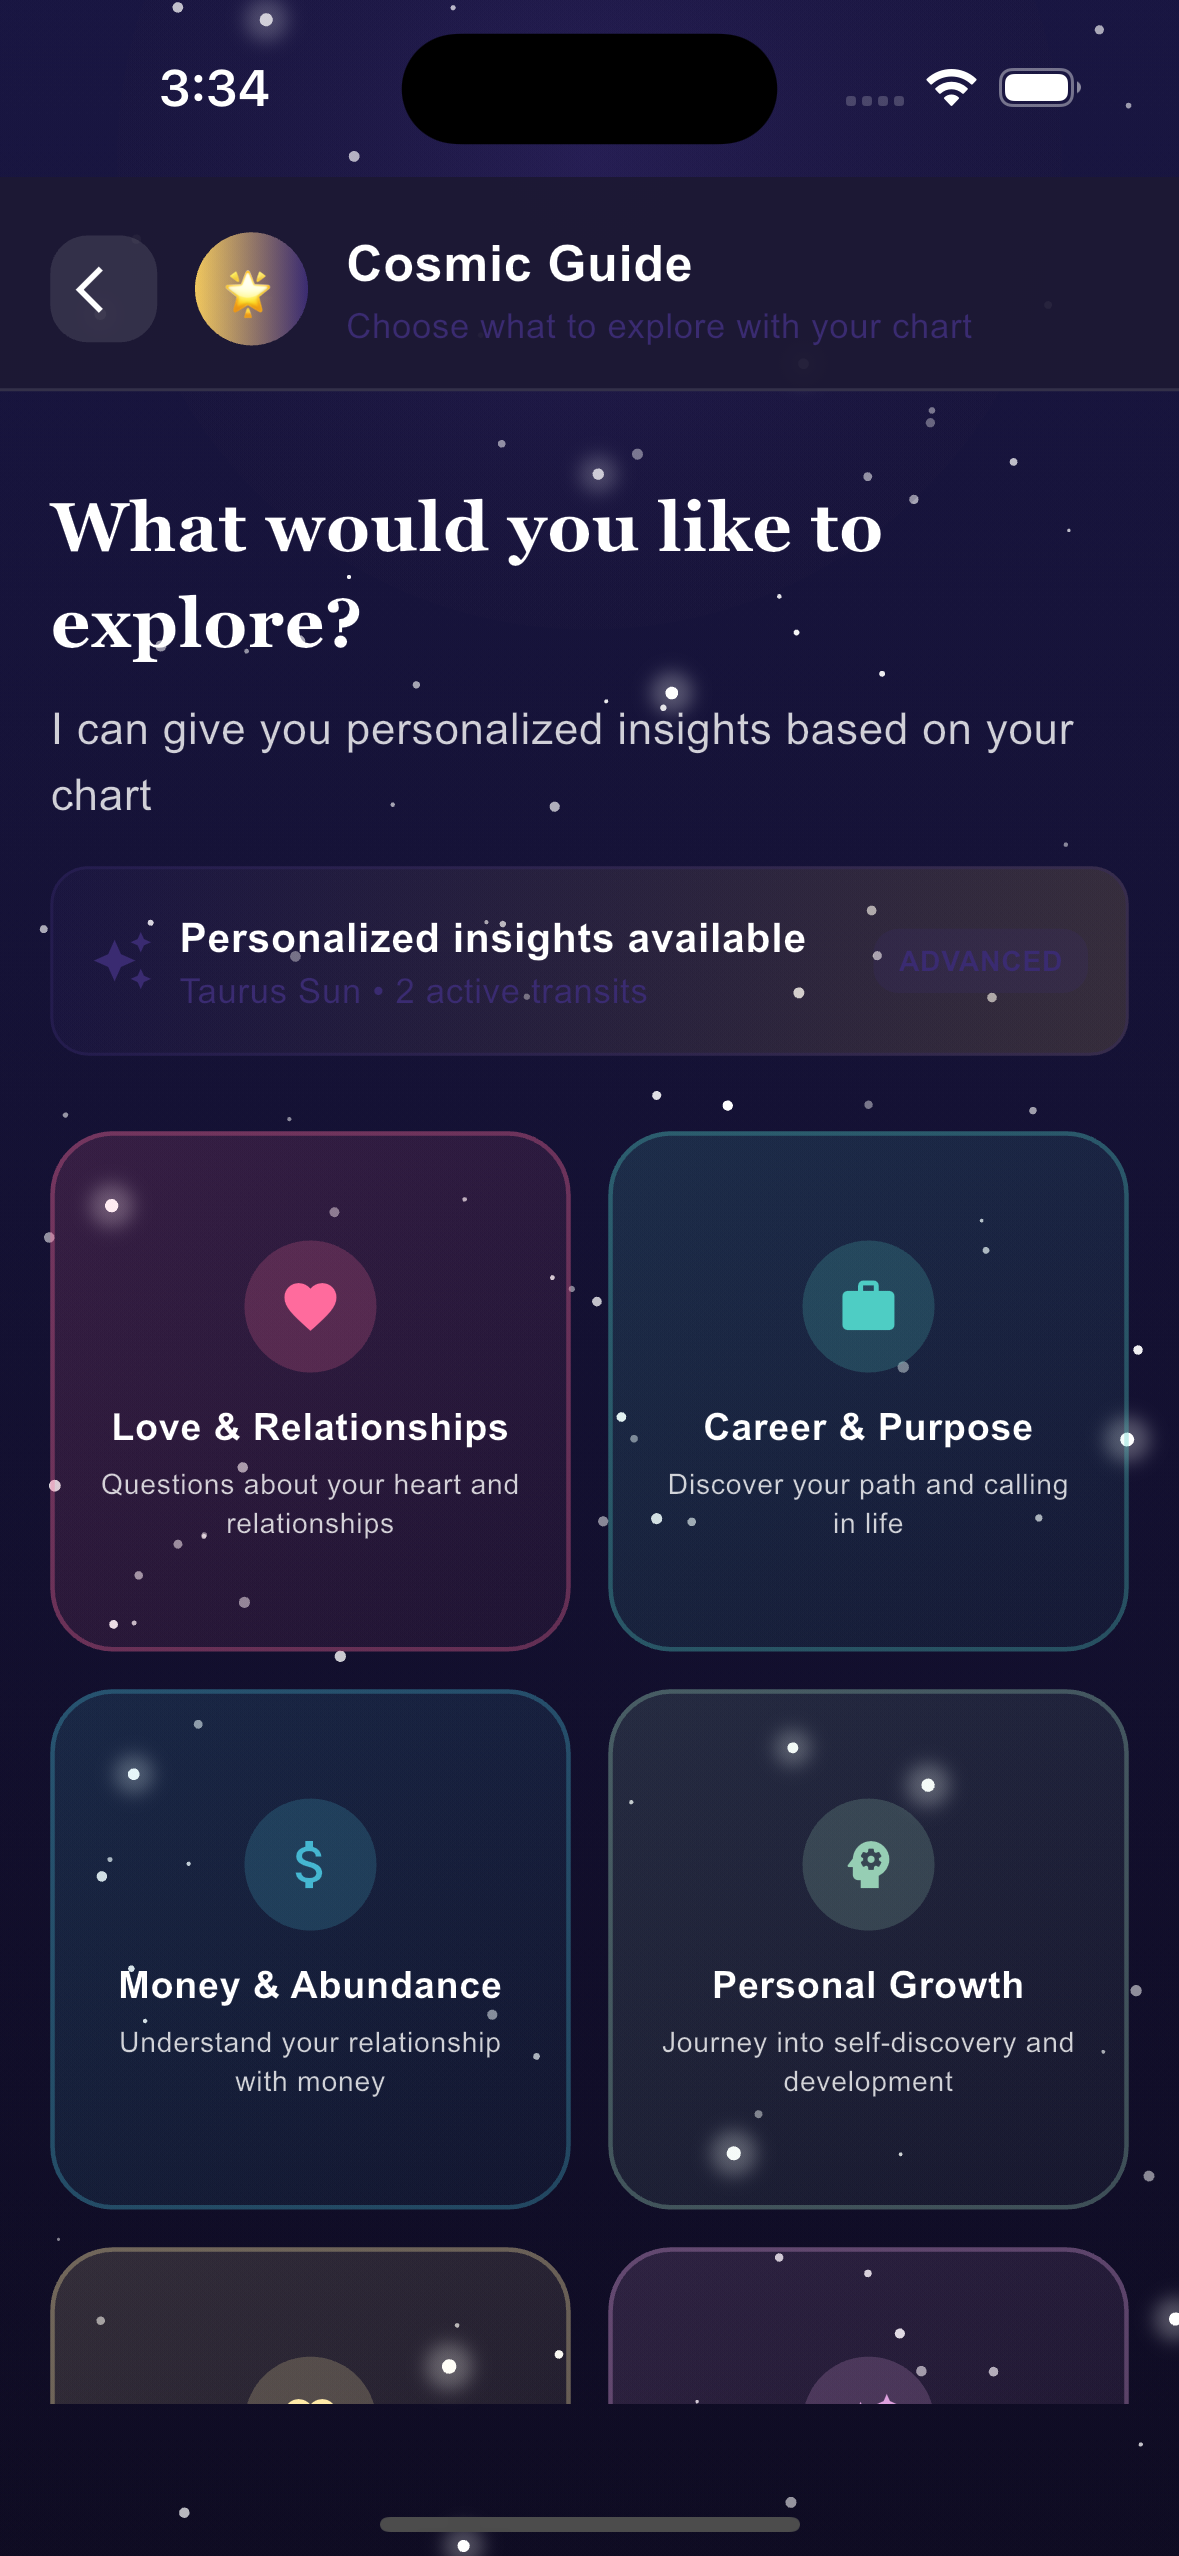 3:34
Cosmic Guide
Choose what to explore with your chart
What would you like to
explore?
I can give you personalized insights based on your
chart
Personalized insights available
ADVANCED
Taurus Sun • 2 active transits
Love & Relationships
Questions about your heart and
relationships
Career & Purpose
Discover your path and calling
in life
Money & Abundance
Understand your relationship
with money
Personal Growth
Journey into self-discovery and
development